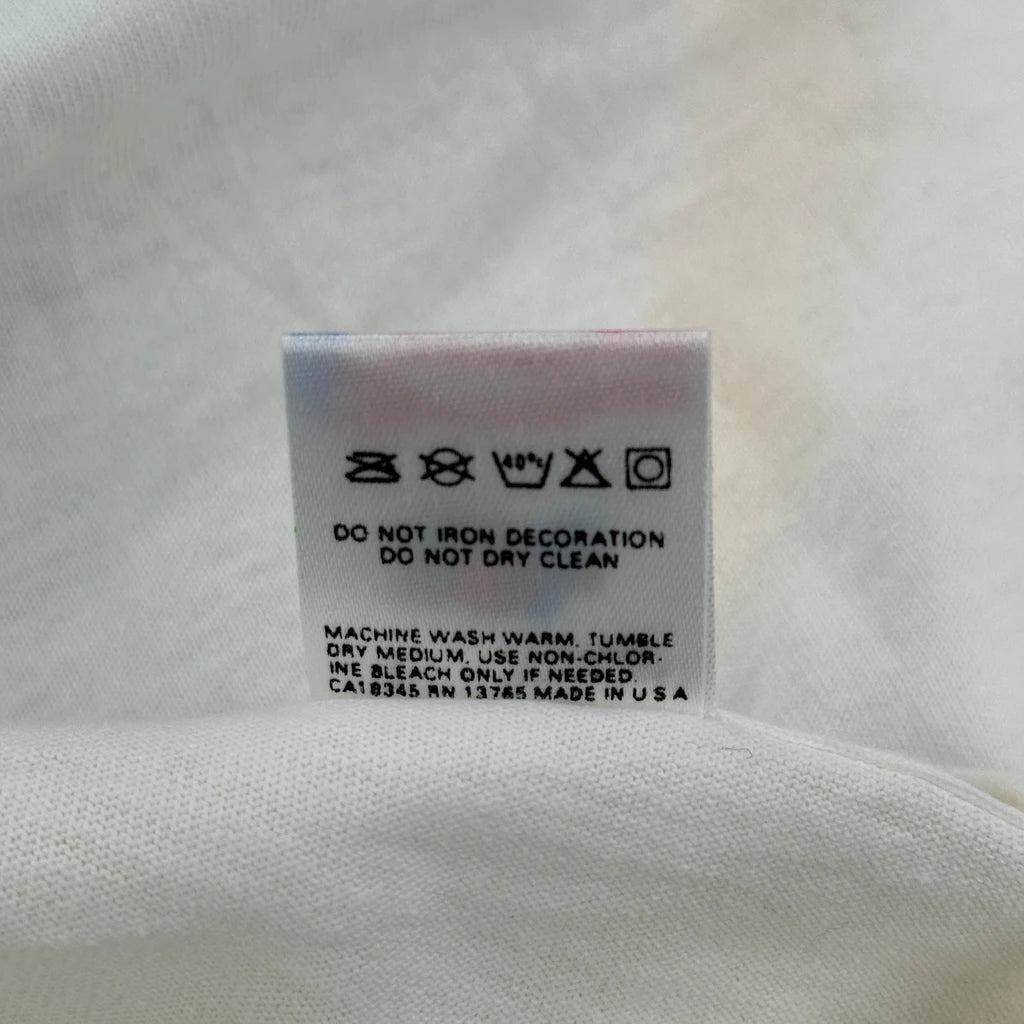 40°C
DO NOT IRON DECORATION
DO NOT DRY CLEAN
MACHINE WASH WARM. TUMBLE
DRY MEDIUM. USE NON-CHLOR-
INE BLEACH ONLY IF NEEDED.
CA18345 RN 13765 MADE IN U S A